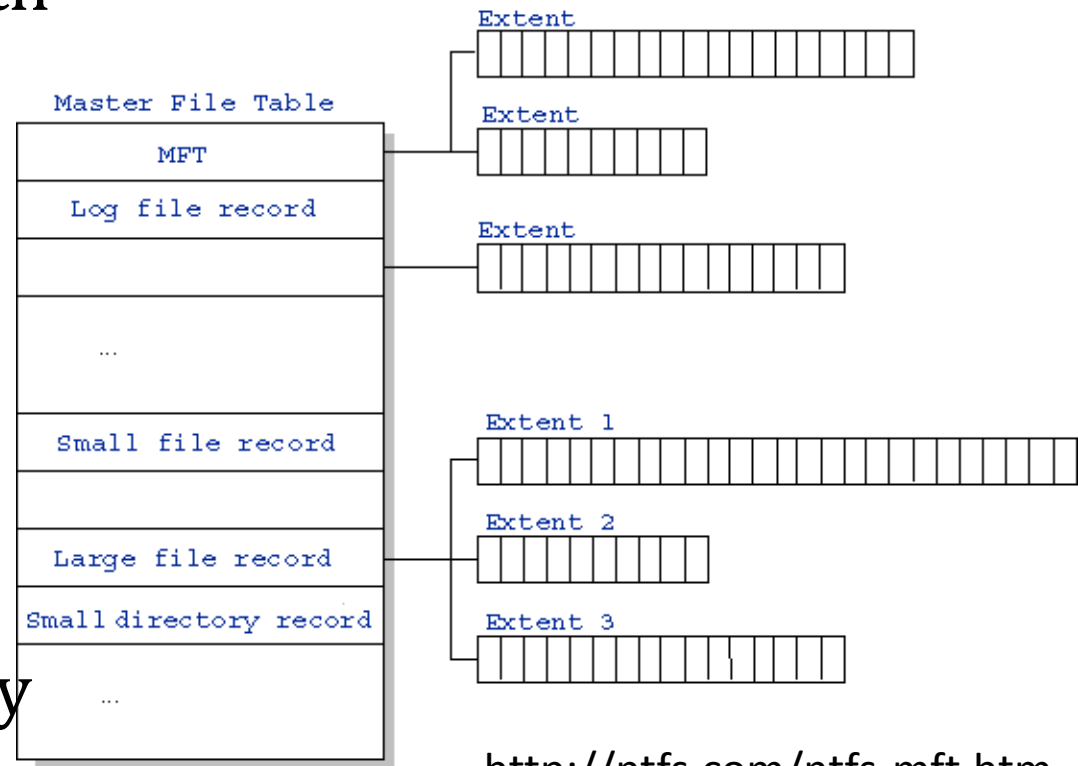 Extent
Master File Table
Extent
MFT
Log file record
Extent
...
Extent 1
Small file record
Extent 2
Large file record
Small directory record
Extent 3
...
y